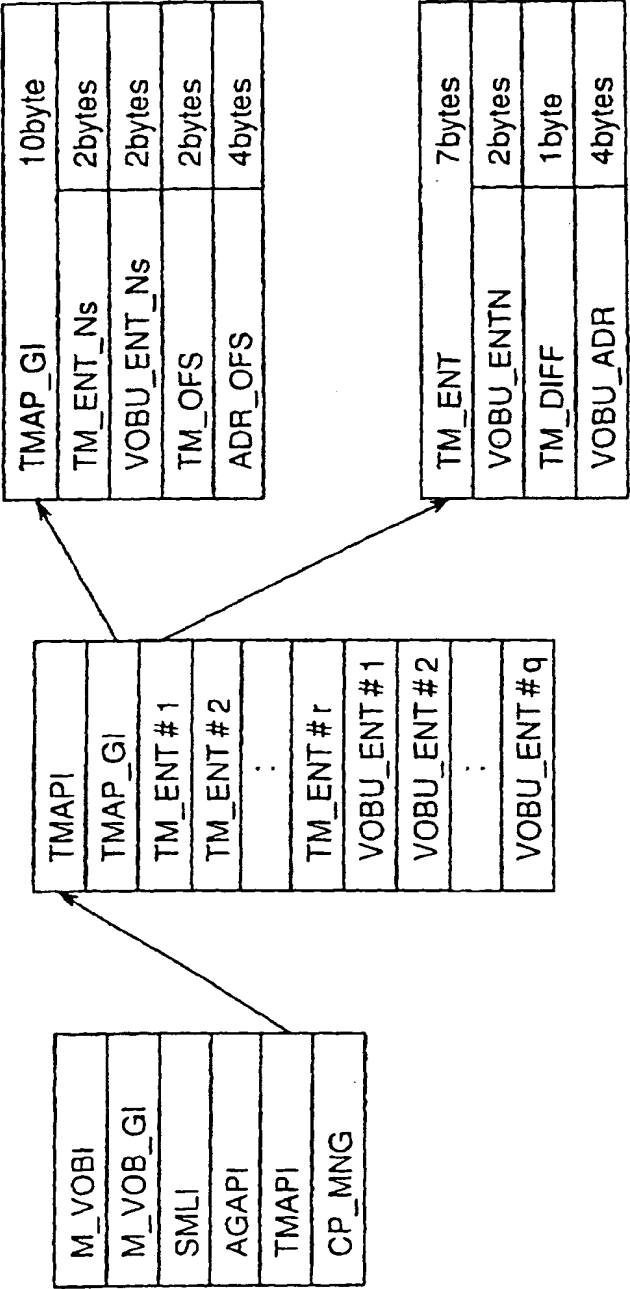 M_VOBI
M_VOB_GI
SMLI
AGAPI
TMAPI
CP_MNG
TMAPI
TMAP_GI
TM_ENT#1
TM_ENT#2
:
TM_ENT#r
VOBU_ENT#1
VOBU_ENT#2
:
VOBU_ENT#q
TMAP_GI 10byte
TM_ENT_Ns 2bytes
VOBU_ENT_Ns 2bytes
TM_OFS 2bytes
ADR_OFS 4bytes
TM_ENT 7bytes
VOBU_ENTN 2bytes
TM_DIFF 1byte
VOBU_ADR 4bytes